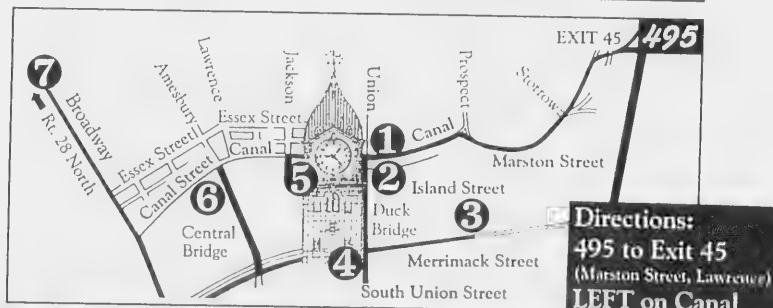 EXIT 45 495
7
Broadway
Rt. 28 North
Amesbury
Lawrence
Jackson
Union
Prospect
Storrow
Essex Street
Essex Street
Canal
Canal Street
1
Canal
Marston Street
5
2
Island Street
6
Central
Bridge
Duck
Bridge
3
4
Merrimack Street
South Union Street
Directions:
495 to Exit 45
(Marston Street, Lawrence)
LEFT on Canal